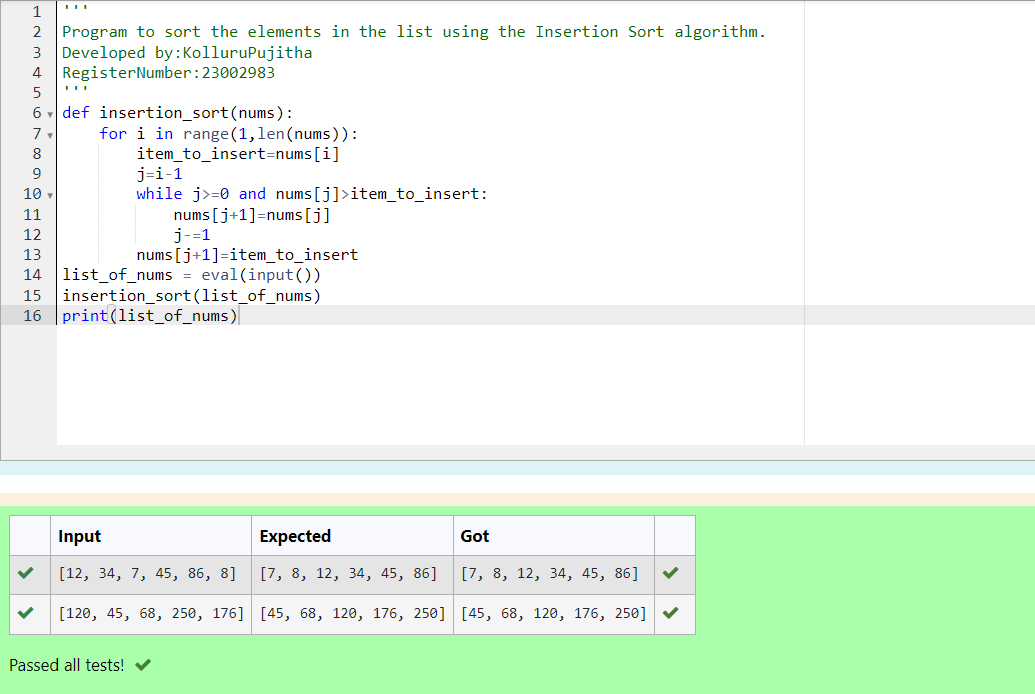 1 '''
2 Program to sort the elements in the list using the Insertion Sort algorithm.
3 Developed by:KolluruPujitha
4 RegisterNumber:23002983
5 '''
6 def insertion_sort(nums):
7     for i in range(1,len(nums)):
8         item_to_insert=nums[i]
9         j=i-1
10         while j>=0 and nums[j]>item_to_insert:
11             nums[j+1]=nums[j]
12             j-=1
13         nums[j+1]=item_to_insert
14 list_of_nums = eval(input())
15 insertion_sort(list_of_nums)
16 print(list_of_nums)
Input Expected Got
[12, 34, 7, 45, 86, 8] [7, 8, 12, 34, 45, 86] [7, 8, 12, 34, 45, 86]
[120, 45, 68, 250, 176] [45, 68, 120, 176, 250] [45, 68, 120, 176, 250]
Passed all tests!